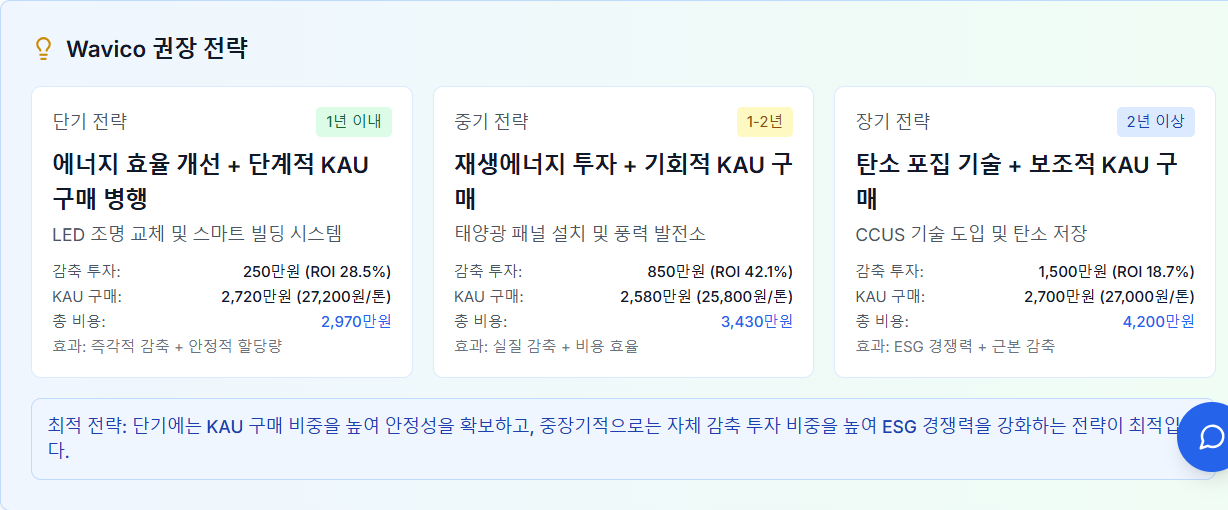 Wavico 권장 전략
단기 전략
1년 이내
에너지 효율 개선 + 단계적 KAU
구매 병행
LED 조명 교체 및 스마트 빌딩 시스템
감축 투자:
250만원 (ROI 28.5%)
KAU 구매:
2,720만원 (27,200원/톤)
총 비용:
2,970만원
효과: 즉각적 감축 + 안정적 할당량
중기 전략
1-2년
재생에너지 투자 + 기회적 KAU 구
매
태양광 패널 설치 및 풍력 발전소
감축 투자:
850만원 (ROI 42.1%)
KAU 구매:
2,580만원 (25,800원/톤)
총 비용:
3,430만원
효과: 실질 감축 + 비용 효율
장기 전략
2년 이상
탄소 포집 기술 + 보조적 KAU 구
매
CCUS 기술 도입 및 탄소 저장
감축 투자:
1,500만원 (ROI 18.7%)
KAU 구매:
2,700만원 (27,000원/톤)
총 비용:
4,200만원
효과: ESG 경쟁력 + 근본 감축
최적 전략: 단기에는 KAU 구매 비중을 높여 안정성을 확보하고, 중장기적으로는 자체 감축 투자 비중을 높여 ESG 경쟁력을 강화하는 전략이 최적입
다.